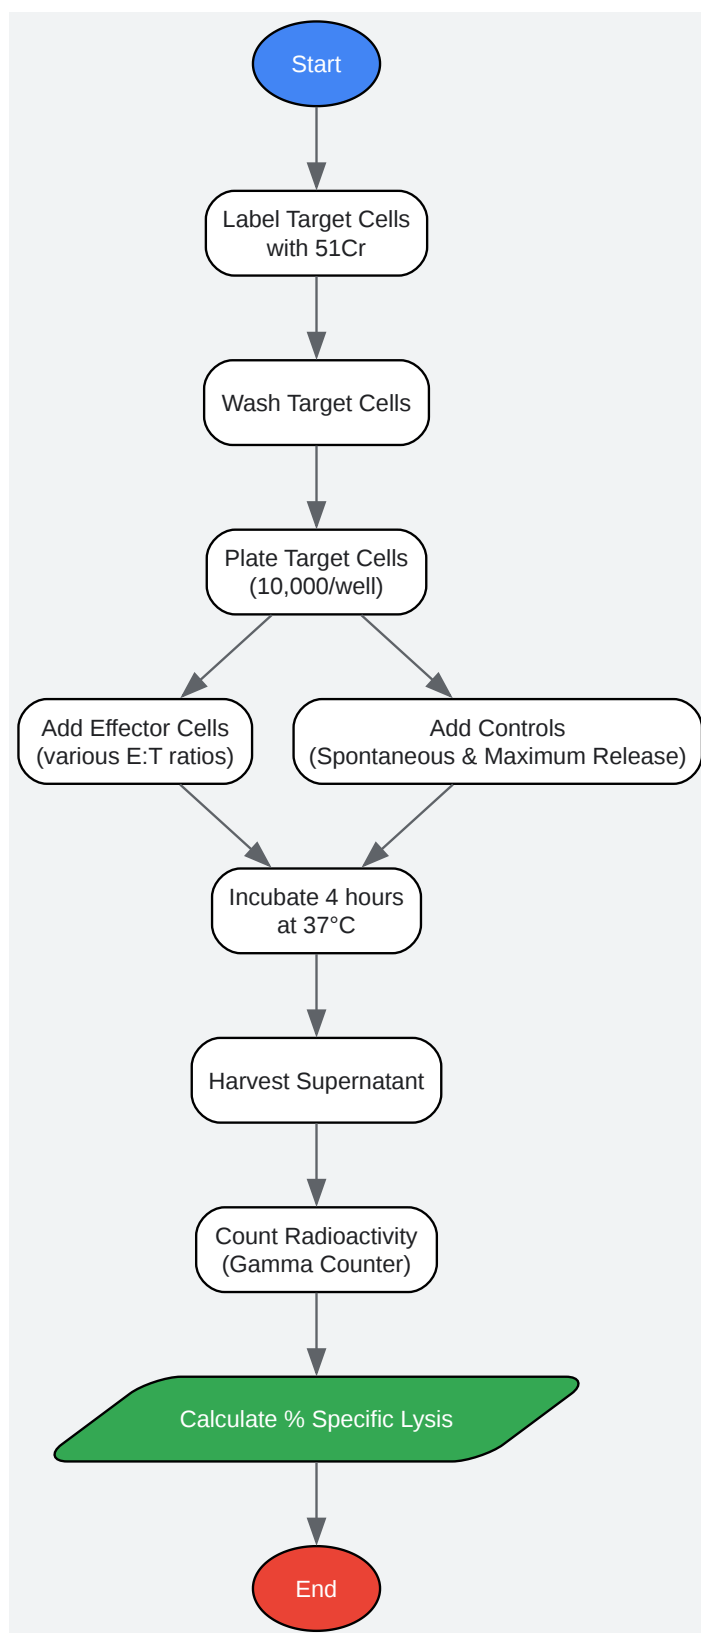 Start
Label Target Cells
with 51Cr
Wash Target Cells
Plate Target Cells
(10,000/well)
Add Effector Cells
(various E:T ratios)
Add Controls
(Spontaneous & Maximum Release)
Incubate 4 hours
at 37°C
Harvest Supernatant
Count Radioactivity
(Gamma Counter)
Calculate % Specific Lysis
End